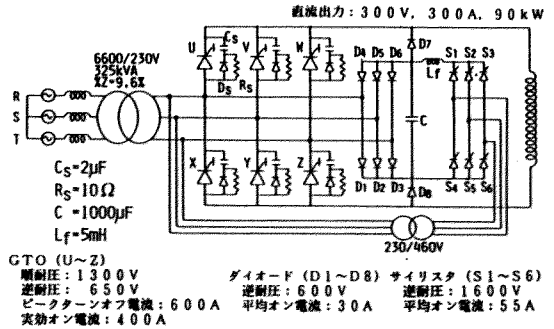 直流出力：300V, 300A, 90kW
6600/230V
325kVA
%Z=9.6%
U
Cs
V
W
D4 D5 D6
D7
S1 S2 S3
Ds
Rs
Lf
R
S
T
C
X
Y
Z
D1 D2 D3
D8
S4 S5 S6
Cs=2μF
Rs=10Ω
C =1000μF
Lf=5mH
230/460V
GTO (U～Z)
順耐圧：1300V
逆耐圧： 650V
ピークターンオフ電流：600A
実効オン電流：400A
ダイオード (D1～D8)
逆耐圧：600V
平均オン電流：30A
サイリスタ (S1～S6)
逆耐圧：1600V
平均オン電流：55A